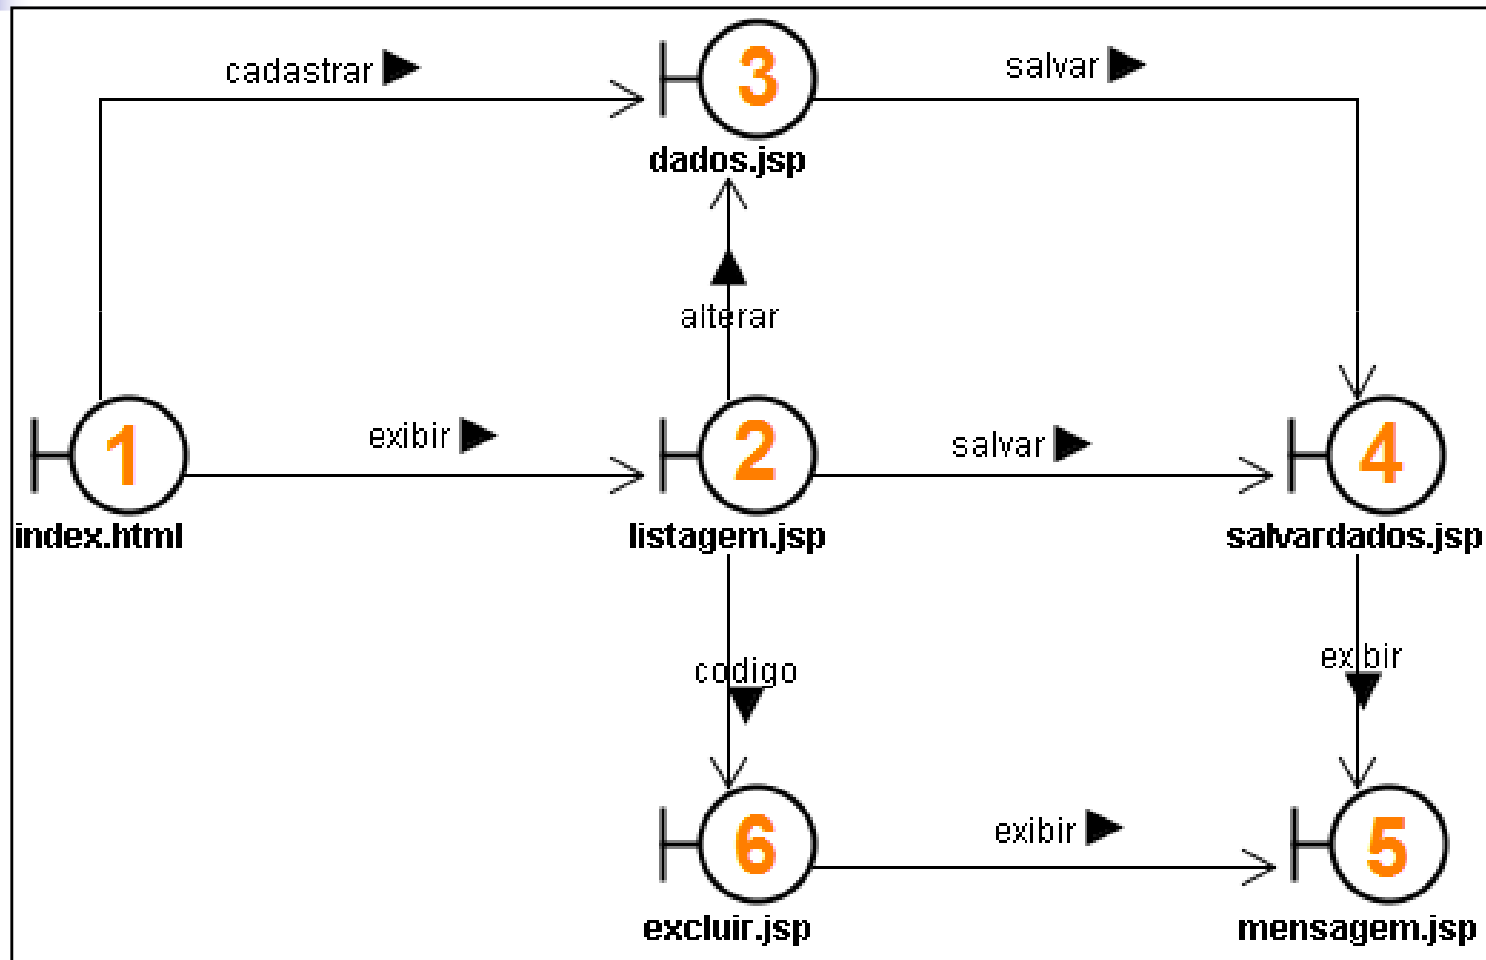 cadastrar
3
salvar
dados.jsp
alterar
1
exibir
2
salvar
4
index.html
listagem.jsp
salvardados.jsp
codigo
exibir
6
exibir
5
excluir.jsp
mensagem.jsp